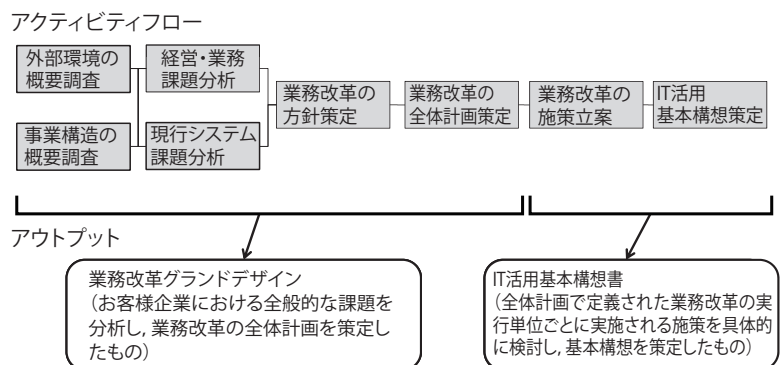 アクティビティフロー
外部環境の
概要調査
経営・業務
課題分析
事業構造の
概要調査
現行システム
課題分析
業務改革の
方針策定
業務改革の
全体計画策定
業務改革の
施策立案
IT活用
基本構想策定
アウトプット
業務改革グランドデザイン
(お客様企業における全般的な課題を
分析し, 業務改革の全体計画を策定し
たもの)
IT活用基本構想書
(全体計画で定義された業務改革の実
行単位ごとに実施される施策を具体的
に検討し, 基本構想を策定したもの)